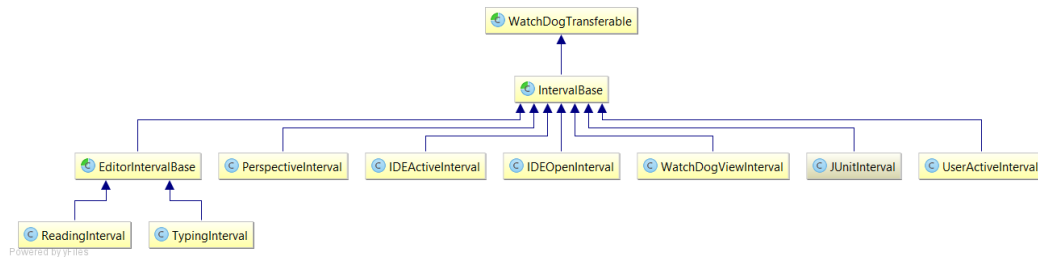 WatchDogTransferable
IntervalBase
EditorIntervalBase PerspectiveInterval IDEActiveInterval IDEOpenInterval WatchDogViewInterval JUnitInterval UserActiveInterval
ReadingInterval TypingInterval
Powered by yFiles